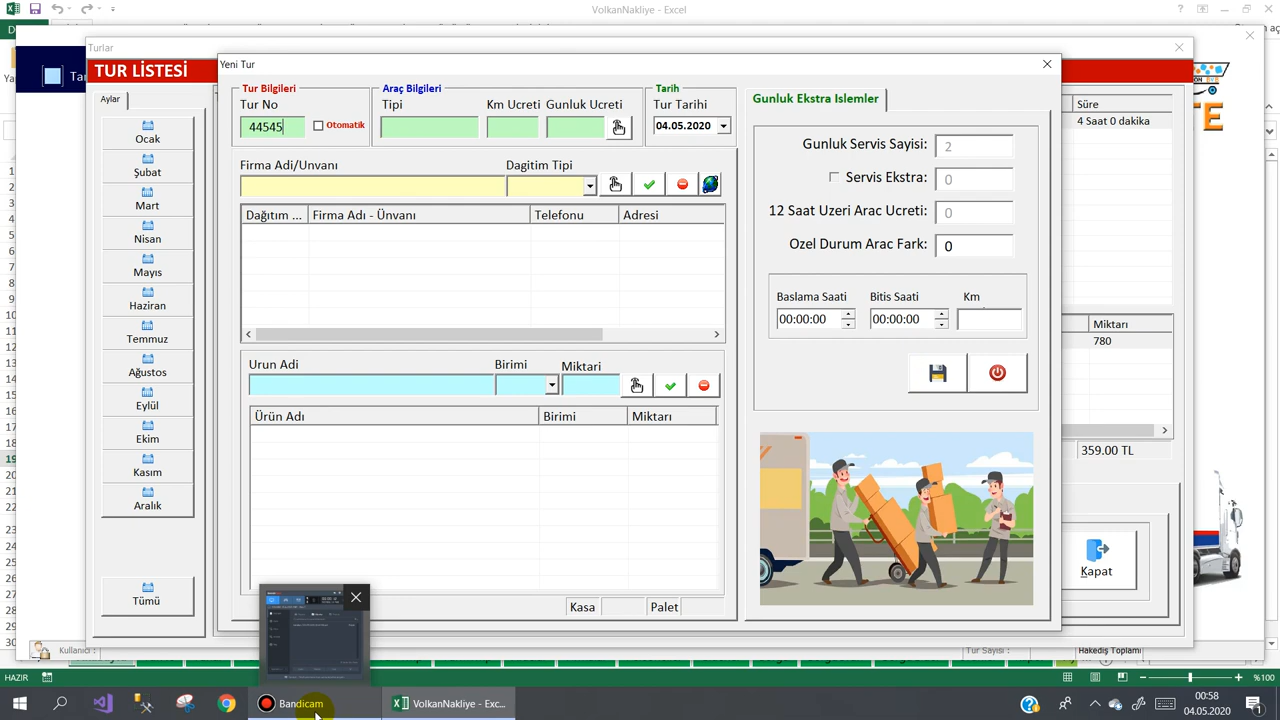 VolkanNakliye - Excel
Turlar
TUR LİSTESİ
Yeni Tur
Aylar
Ocak
Şubat
Mart
Nisan
Mayıs
Haziran
Temmuz
Ağustos
Eylül
Ekim
Kasım
Aralık
Tümü
Tur Bilgileri
Tur No
44545
Otomatik
Araç Bilgileri
Tipi
Km Ucreti
Gunluk Ucreti
Tarih
Tur Tarihi
04.05.2020
Firma Adi/Unvanı
Dagitim Tipi
Dağıtım ...
Firma Adı - Ünvanı
Telefonu
Adresi
Urun Adi
Birimi
Miktari
Ürün Adı
Birimi
Miktarı
Kasa
Palet
Gunluk Ekstra Islemler
Gunluk Servis Sayisi:
2
Servis Ekstra:
0
12 Saat Uzeri Arac Ucreti:
0
Ozel Durum Arac Fark:
0
Baslama Saati
Bitis Saati
Km
00:00:00
00:00:00
Süre
4 Saat 0 dakika
Miktarı
780
359.00 TL
Kapat
Kullanıcı :
Tur Sayısı :
Hakediş Toplamı
HAZIR
%100
Bandicam
VolkanNakliye - Exc...
00:58
04.05.2020